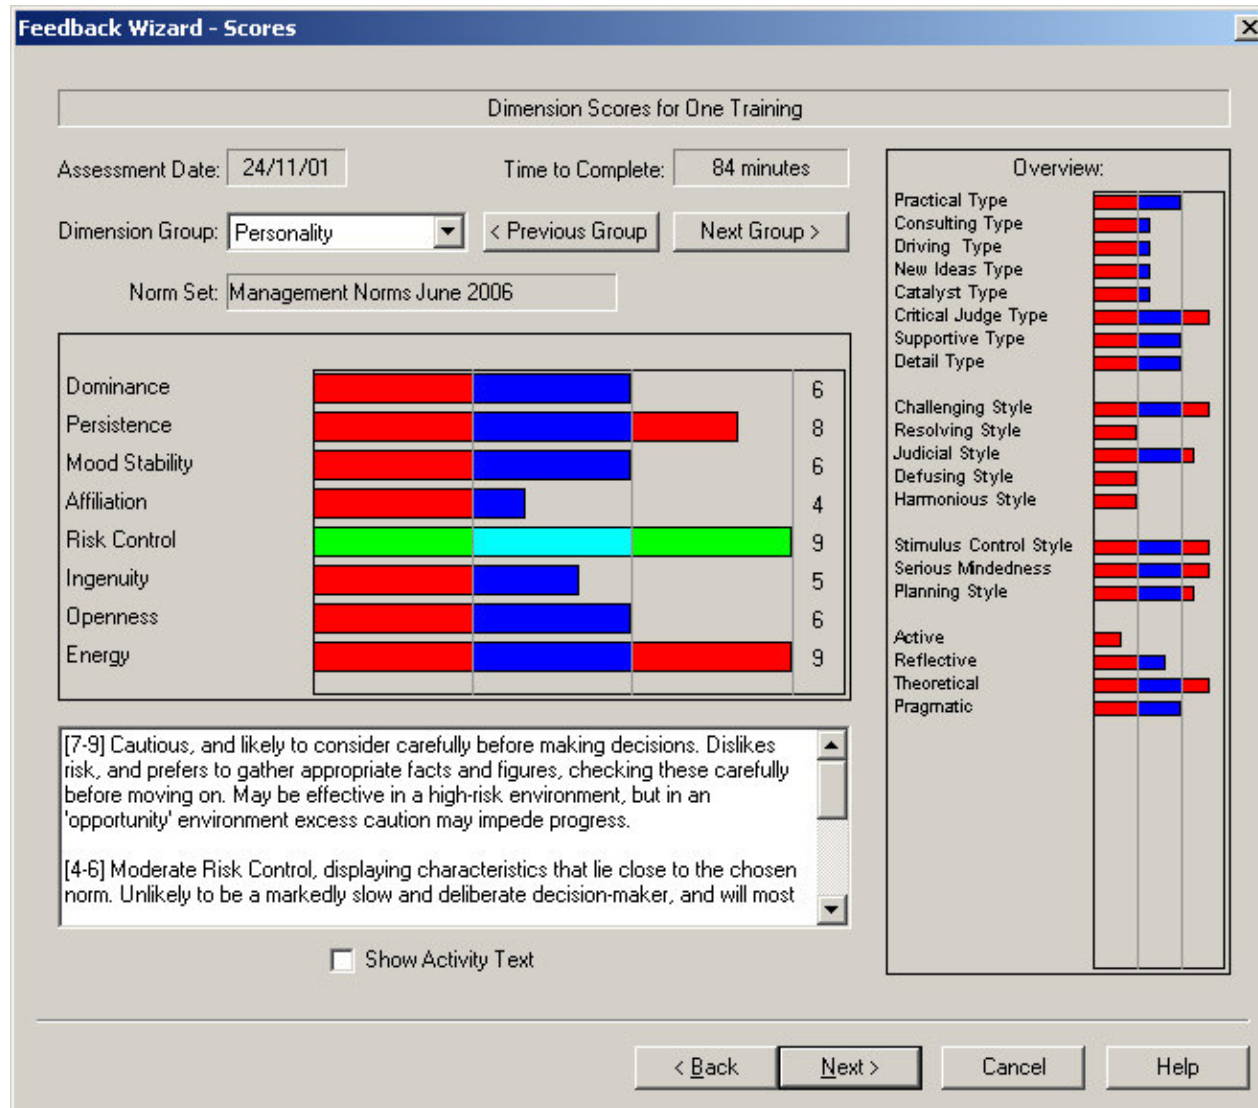 Feedback Wizard - Scores
Dimension Scores for One Training
Assessment Date: 24/11/01
Time to Complete: 84 minutes
Dimension Group: Personality
< Previous Group
Next Group >
Norm Set: Management Norms June 2006
Dominance 6
Persistence 8
Mood Stability 6
Affiliation 4
Risk Control 9
Ingenuity 5
Openness 6
Energy 9
[7-9] Cautious, and likely to consider carefully before making decisions. Dislikes
risk, and prefers to gather appropriate facts and figures, checking these carefully
before moving on. May be effective in a high-risk environment, but in an
'opportunity' environment excess caution may impede progress.
[4-6] Moderate Risk Control, displaying characteristics that lie close to the chosen
norm. Unlikely to be a markedly slow and deliberate decision-maker, and will most
Show Activity Text
Overview:
Practical Type
Consulting Type
Driving Type
New Ideas Type
Catalyst Type
Critical Judge Type
Supportive Type
Detail Type
Challenging Style
Resolving Style
Judicial Style
Defusing Style
Harmonious Style
Stimulus Control Style
Serious Mindedness
Planning Style
Active
Reflective
Theoretical
Pragmatic
< Back
Next >
Cancel
Help